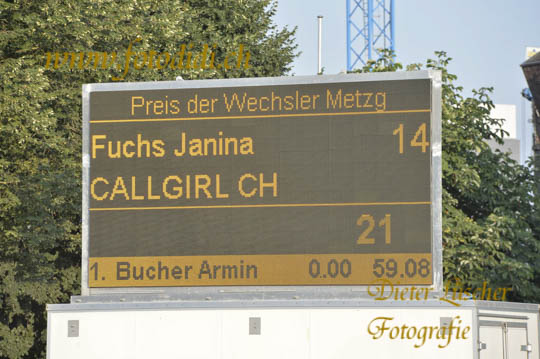 www.fotodidi.ch
Preis der Wechsler Metzg
Fuchs Janina 14
CALLGIRL CH
21
1. Bucher Armin 0.00 59.08
Dieter Lüscher
Fotografie